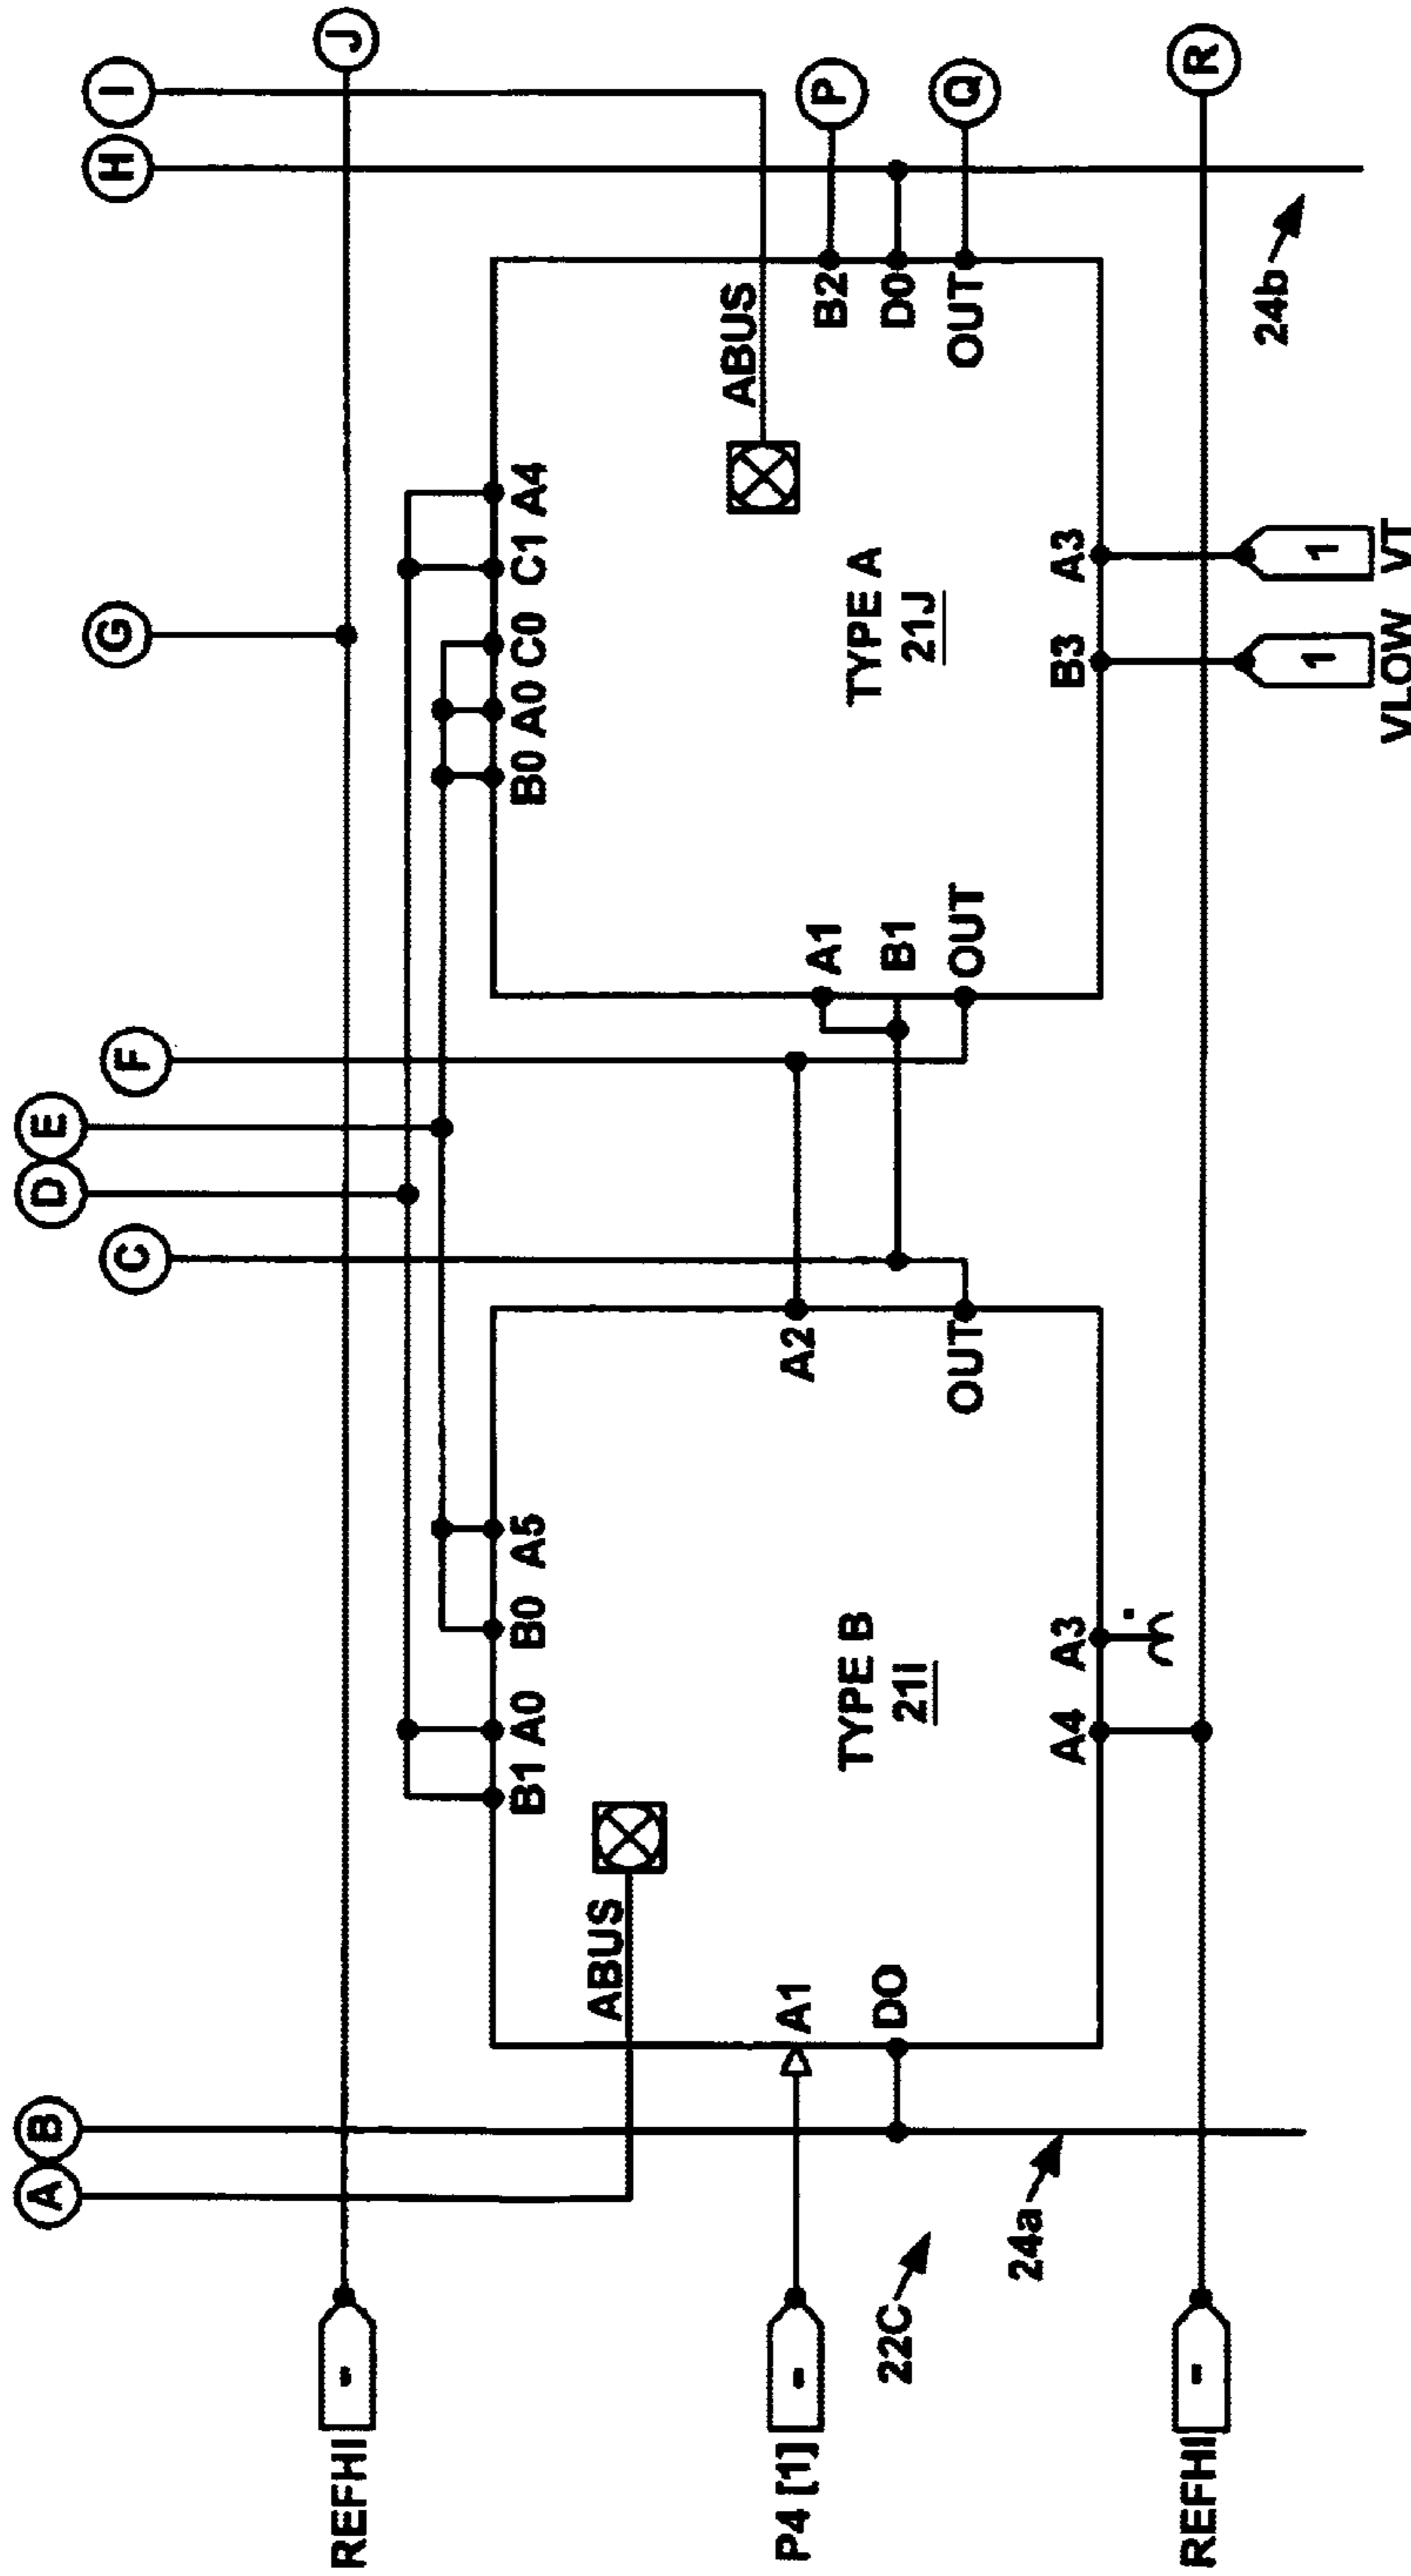 A B D E
C F G H I
REFHI J
B1 A0 B0 A5
B0 A0 C0 C1 A4
ABUS
ABUS
P4 [1]
A1
A2
A1
B2
P
TYPE B
21I
TYPE A
21J
DO
B1
D0
22C
OUT
OUT
OUT
Q
24a
A4 A3
B3 A3
REFHI R
24b
1
1
VLOW VT